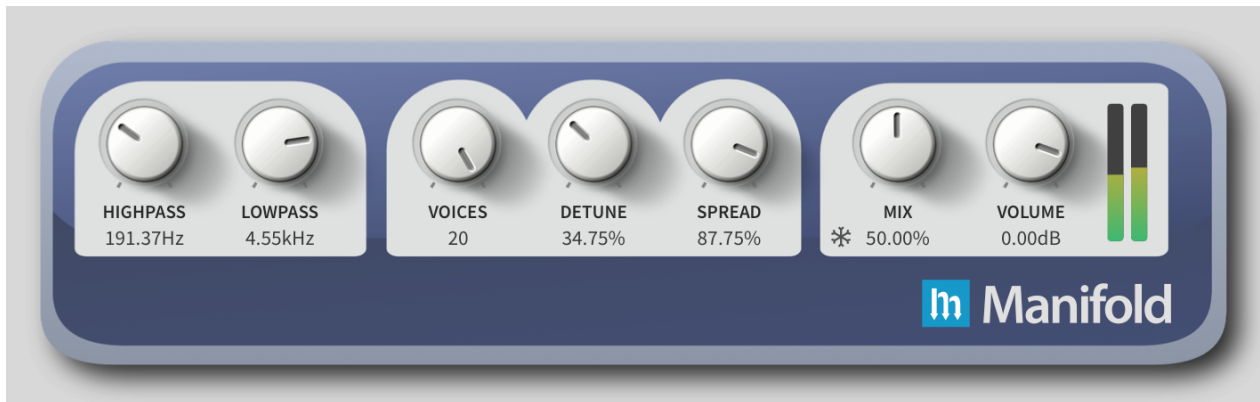 HIGHPASS LOWPASS VOICES DETUNE SPREAD MIX VOLUME
191.37Hz 4.55kHz 20 34.75% 87.75% 50.00% 0.00dB
m Manifold